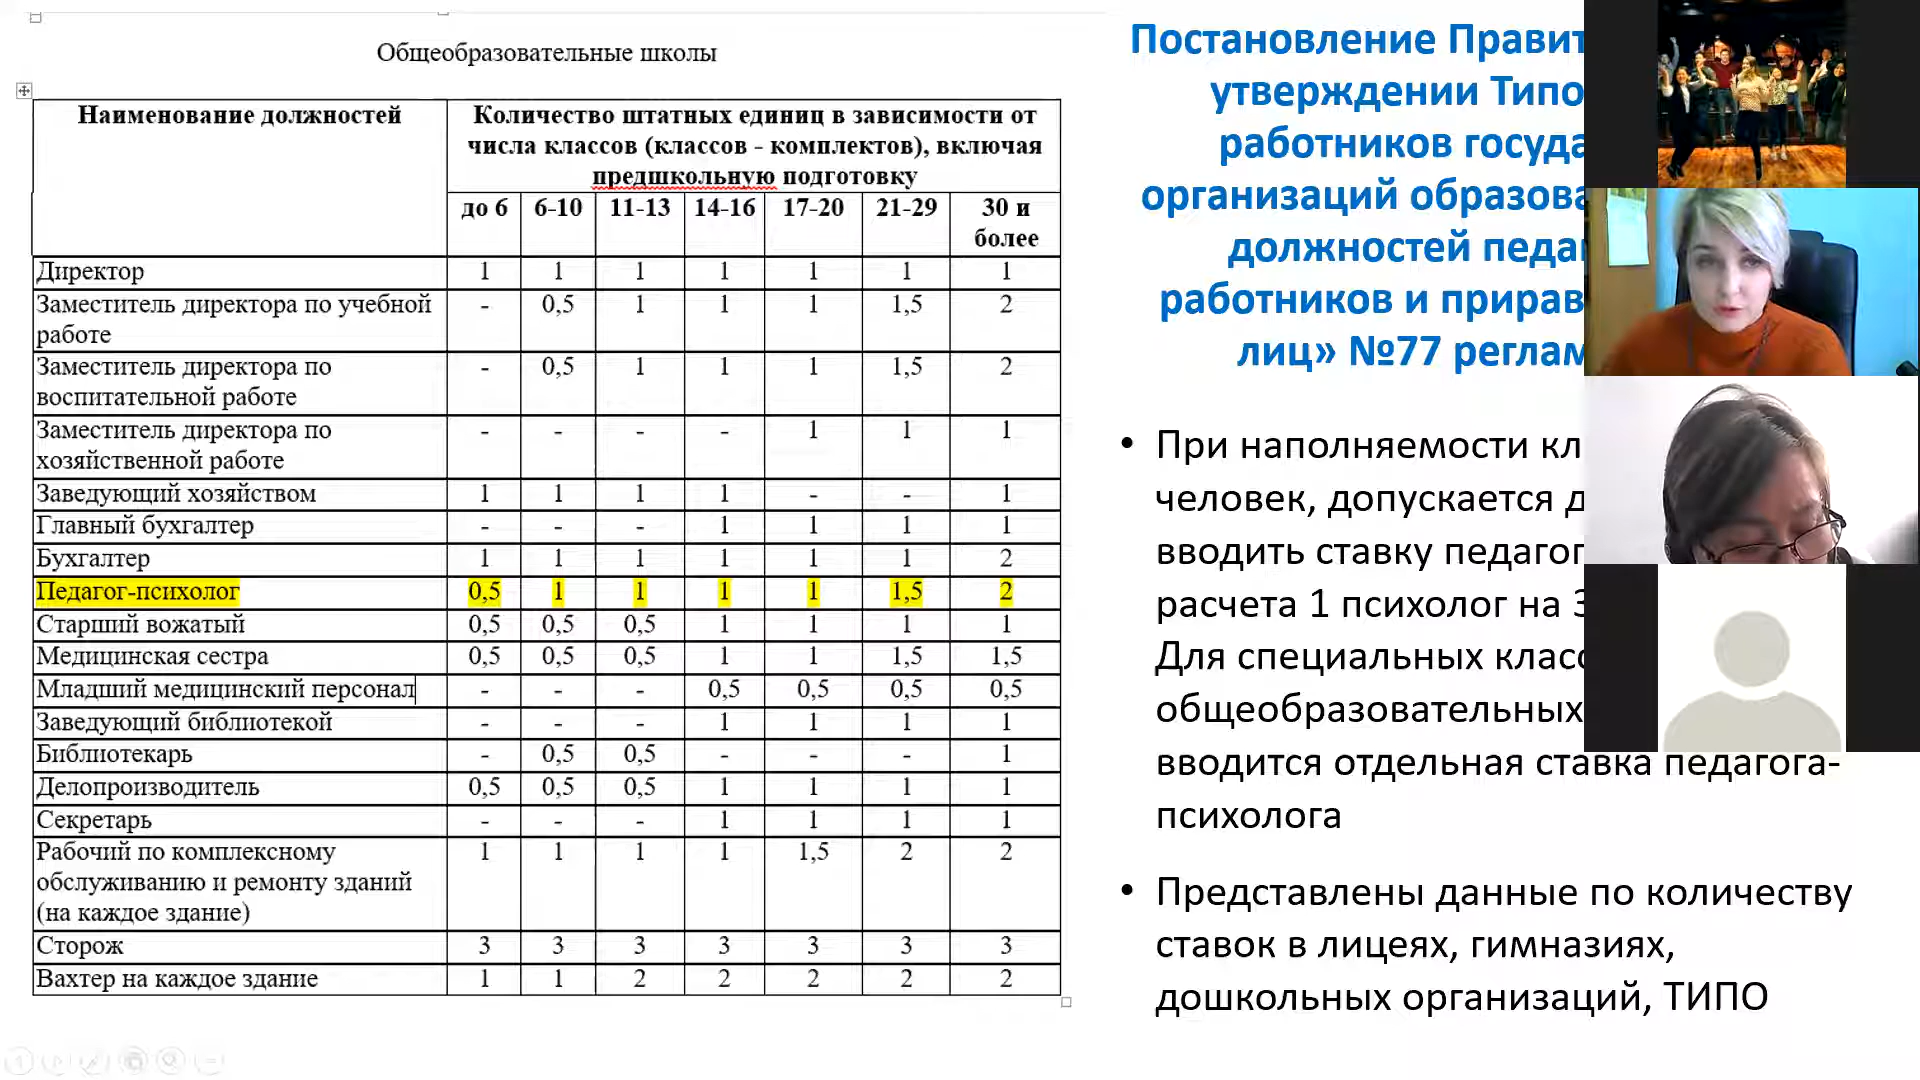 Общеобразовательные школы
Наименование должностей
Количество штатных единиц в зависимости от
числа классов (классов - комплектов), включая
предшкольную подготовку
до 6 6-10 11-13 14-16 17-20 21-29 30 и
более
Директор 1 1 1 1 1 1 1
Заместитель директора по учебной - 0,5 1 1 1 1,5 2
работе
Заместитель директора по - 0,5 1 1 1 1,5 2
воспитательной работе
Заместитель директора по - - - - 1 1 1
хозяйственной работе
Заведующий хозяйством 1 1 1 1 - - 1
Главный бухгалтер - - - 1 1 1 1
Бухгалтер 1 1 1 1 1 1 2
Педагог-психолог 0,5 1 1 1 1 1,5 2
Старший вожатый 0,5 0,5 0,5 1 1 1 1
Медицинская сестра 0,5 0,5 0,5 1 1 1,5 1,5
Младший медицинский персонал - - - 0,5 0,5 0,5 0,5
Заведующий библиотекой - - - 1 1 1 1
Библиотекарь - 0,5 0,5 - - - 1
Делопроизводитель 0,5 0,5 0,5 1 1 1 1
Секретарь - - - 1 1 1 1
Рабочий по комплексному 1 1 1 1 1,5 2 2
обслуживанию и ремонту зданий
(на каждое здание)
Сторож 3 3 3 3 3 3 3
Вахтер на каждое здание 1 1 2 2 2 2 2
Постановление Правит
утверждении Типо
работников госуда
организаций образова
должностей педа
работников и прирав
лиц» №77 реглам
• При наполняемости кл
человек, допускается д
вводить ставку педагог
расчета 1 психолог на 3
Для специальных класс
общеобразовательных
вводится отдельная ставка педагога-
психолога
• Представлены данные по количеству
ставок в лицеях, гимназиях,
дошкольных организаций, ТИПО